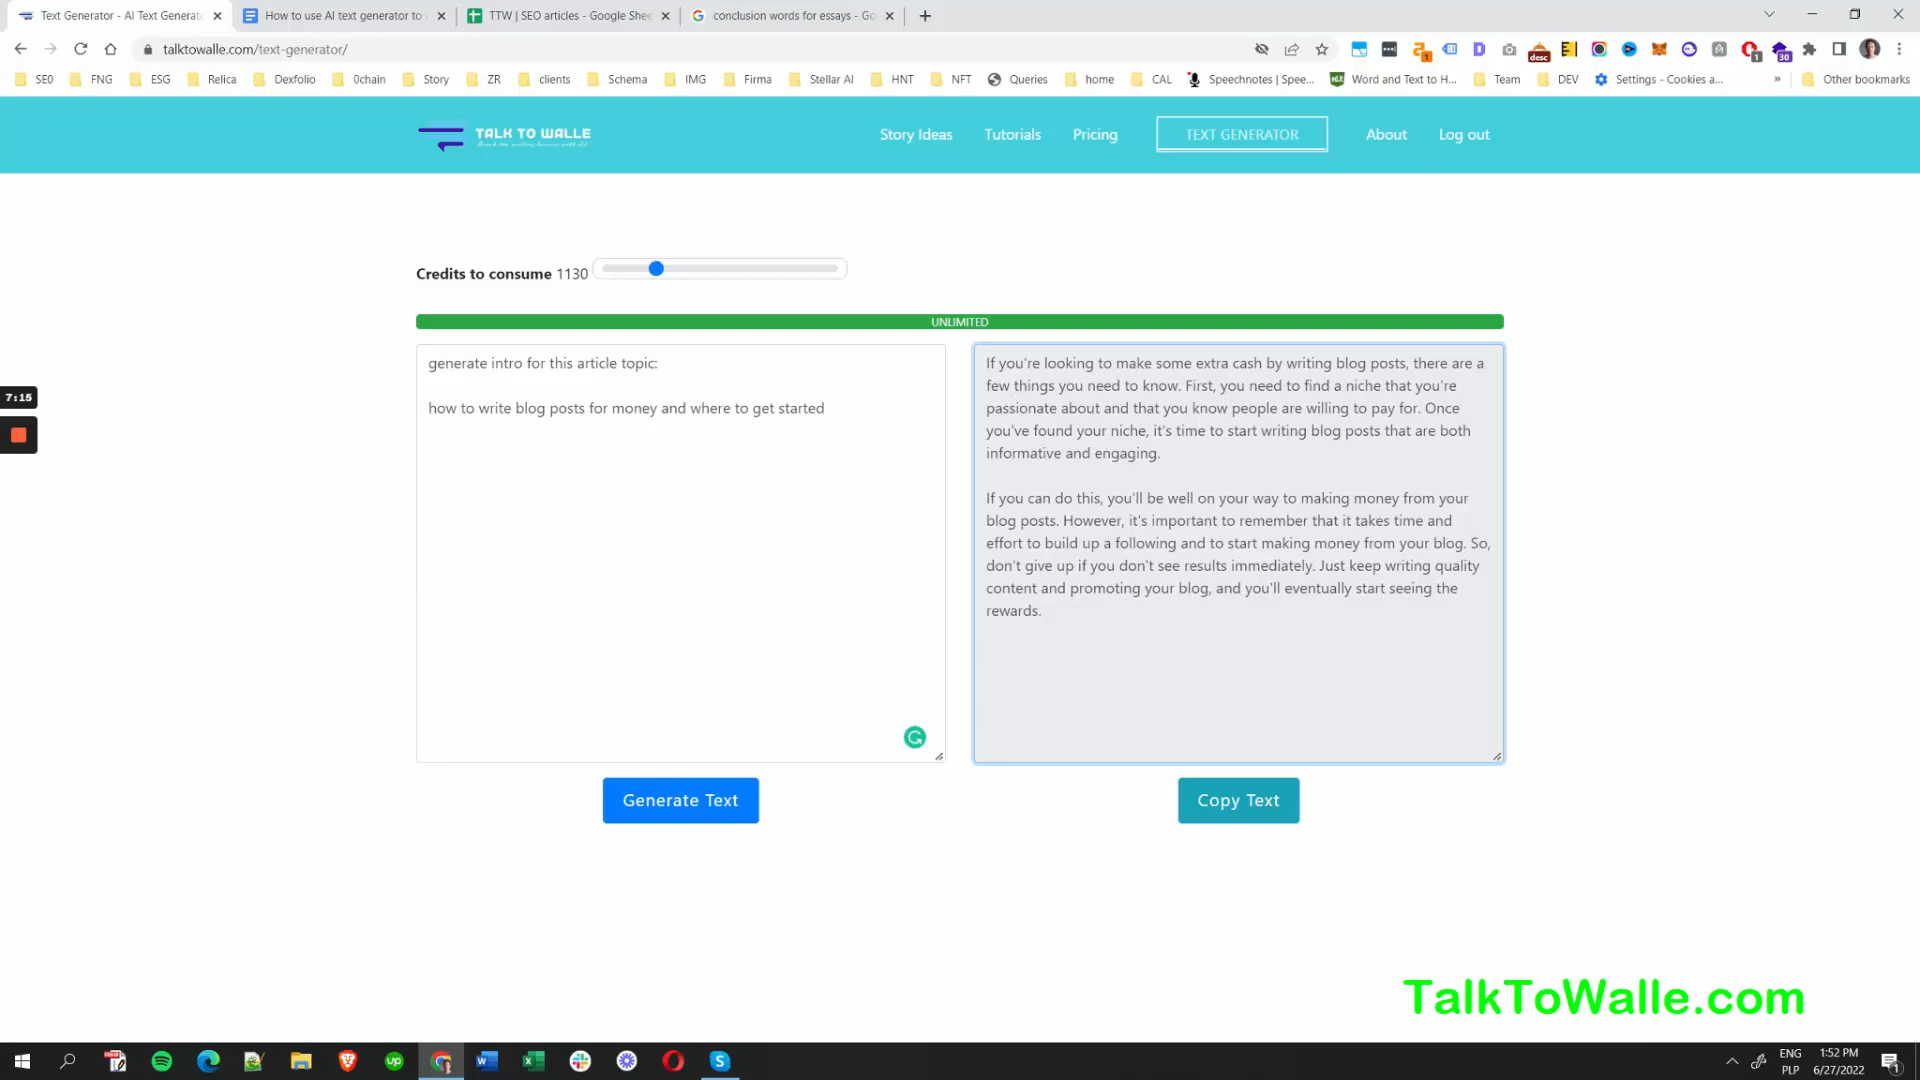 Text Generator - AI Text Generato
How to use AI text generator to
TTW | SEO articles - Google Shee
conclusion words for essays - Go
talktowalle.com/text-generator/
1
desc
1
30
SEO
FNG
ESG
Relica
Dexfolio
0chain
Story
ZR
clients
Schema
IMG
Firma
Stellar AI
HNT
NFT
Queries
home
CAL
Speechnotes | Spee...
Word and Text to H...
Team
DEV
Settings - Cookies a...
»
Other bookmarks
TALK TO WALLE
Story Ideas
Tutorials
Pricing
TEXT GENERATOR
About
Log out
Credits to consume 1130
UNLIMITED
generate intro for this article topic:
how to write blog posts for money and where to get started
If you're looking to make some extra cash by writing blog posts, there are a
few things you need to know. First, you need to find a niche that you're
passionate about and that you know people are willing to pay for. Once
you've found your niche, it's time to start writing blog posts that are both
informative and engaging.
If you can do this, you'll be well on your way to making money from your
blog posts. However, it's important to remember that it takes time and
effort to build up a following and to start making money from your blog. So,
don't give up if you don't see results immediately. Just keep writing quality
content and promoting your blog, and you'll eventually start seeing the
rewards.
7:15
Generate Text
Copy Text
TalkToWalle.com
ENG
PLP
1:52 PM
6/27/2022
1